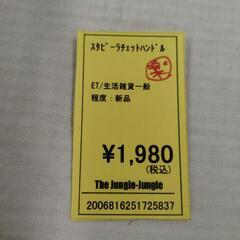 ｽﾀﾋﾞｰﾗﾁｪｯﾄﾊﾝﾄﾞﾙ
ET/生活雑貨一般
程度：新品
¥1,980
(税込)
The Jungle-Jungle
2006816251725837